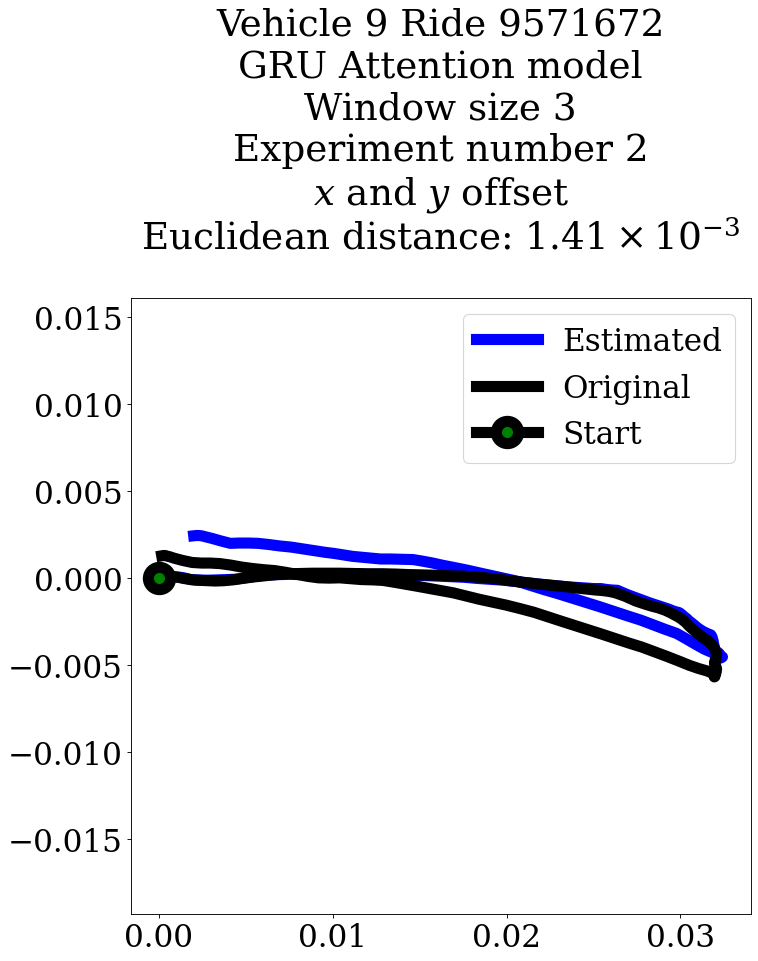 Vehicle 9 Ride 9571672
GRU Attention model
Window size 3
Experiment number 2
x and y offset
Euclidean distance: 1.41 × 10⁻³
Estimated
Original
Start
0.015
0.010
0.005
0.000
−0.005
−0.010
−0.015
0.00 0.01 0.02 0.03